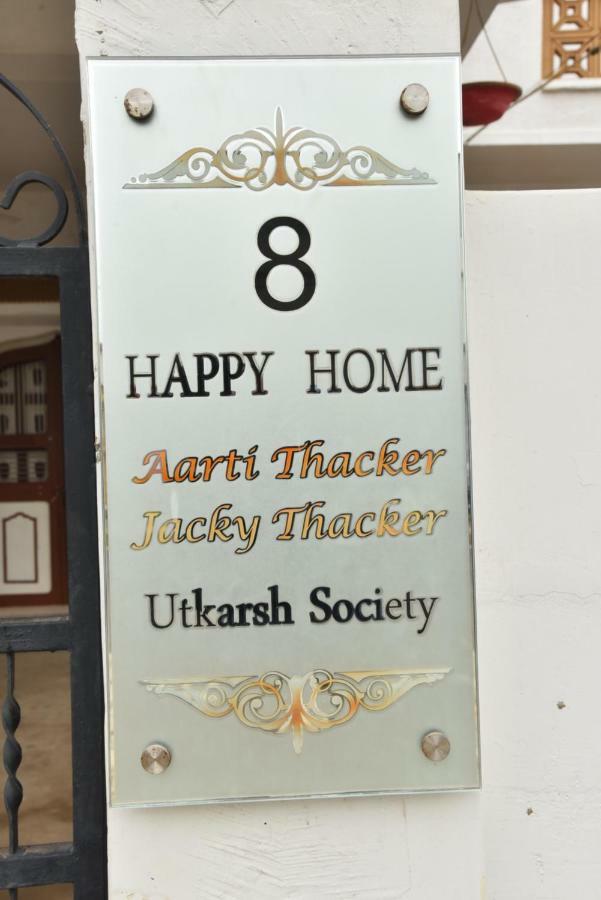 8
HAPPY HOME
Aarti Thacker
Jacky Thacker
Utkarsh Society